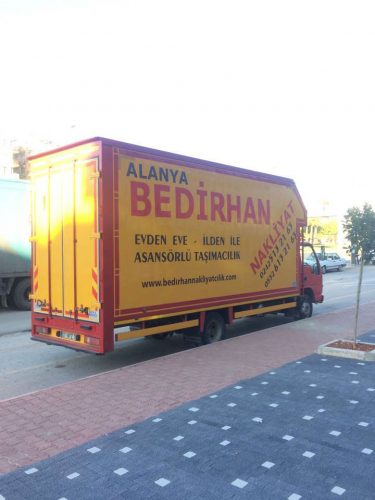 ALANYA
BEDİRHAN
NAKLİYAT
EVDEN EVE - İLDEN İLE
ASANSÖRLÜ TAŞIMACILIK
www.bedirhannakliyatcilik.com